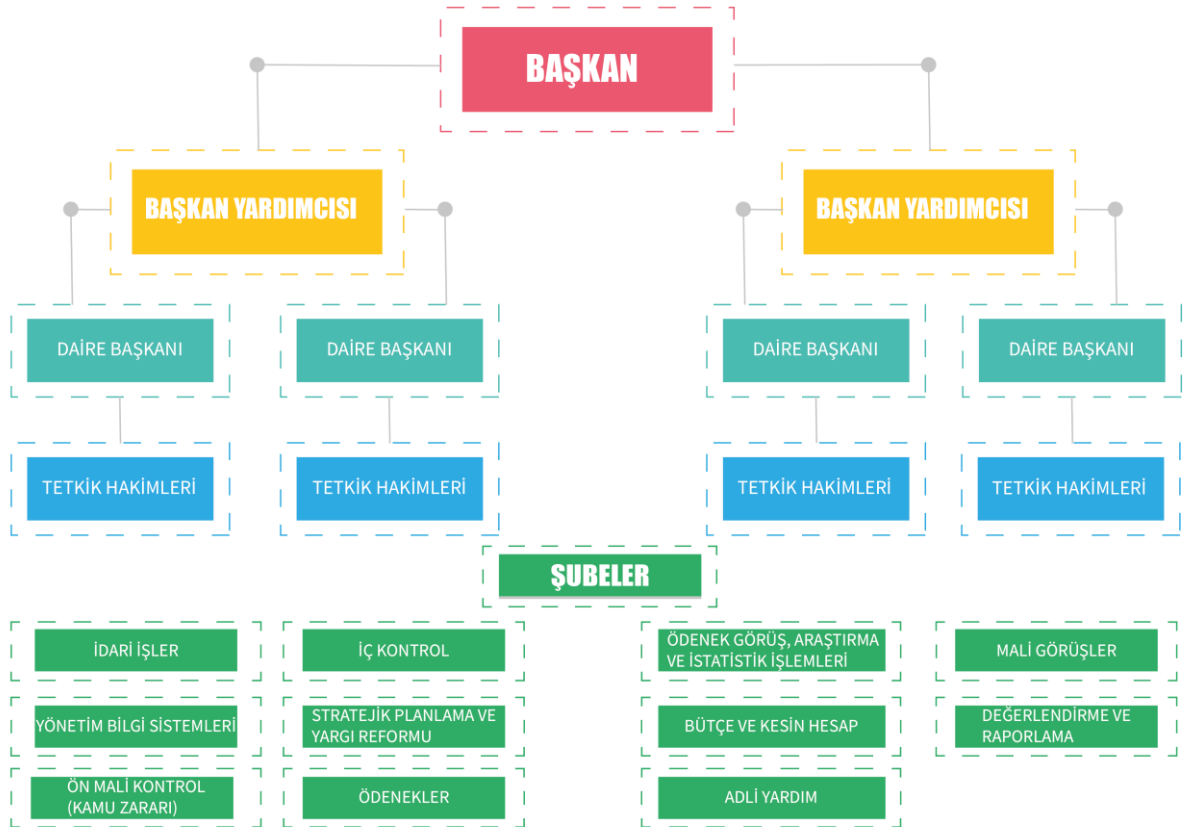 BAŞKAN
BAŞKAN YARDIMCISI
BAŞKAN YARDIMCISI
DAİRE BAŞKANI
DAİRE BAŞKANI
DAİRE BAŞKANI
DAİRE BAŞKANI
TETKİK HAKİMLERİ
TETKİK HAKİMLERİ
TETKİK HAKİMLERİ
TETKİK HAKİMLERİ
ŞUBELER
İDARİ İŞLER
İÇ KONTROL
ÖDENEK GÖRÜŞ, ARAŞTIRMA
VE İSTATİSTİK İŞLEMLERİ
MALİ GÖRÜŞLER
YÖNETİM BİLGİ SİSTEMLERİ
STRATEJİK PLANLAMA VE
YARGI REFORMU
BÜTÇE VE KESİN HESAP
DEĞERLENDİRME VE
RAPORLAMA
ÖN MALİ KONTROL
(KAMU ZARARI)
ÖDENEKLER
ADLİ YARDIM